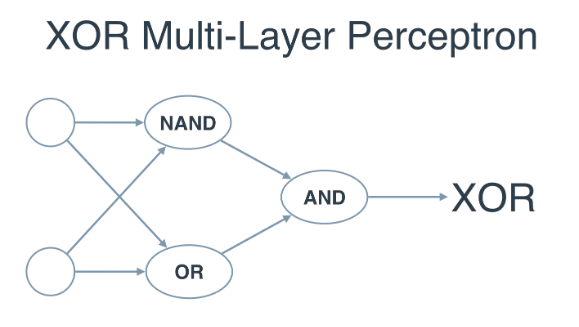 XOR Multi-Layer Perceptron
NAND
AND
XOR
OR